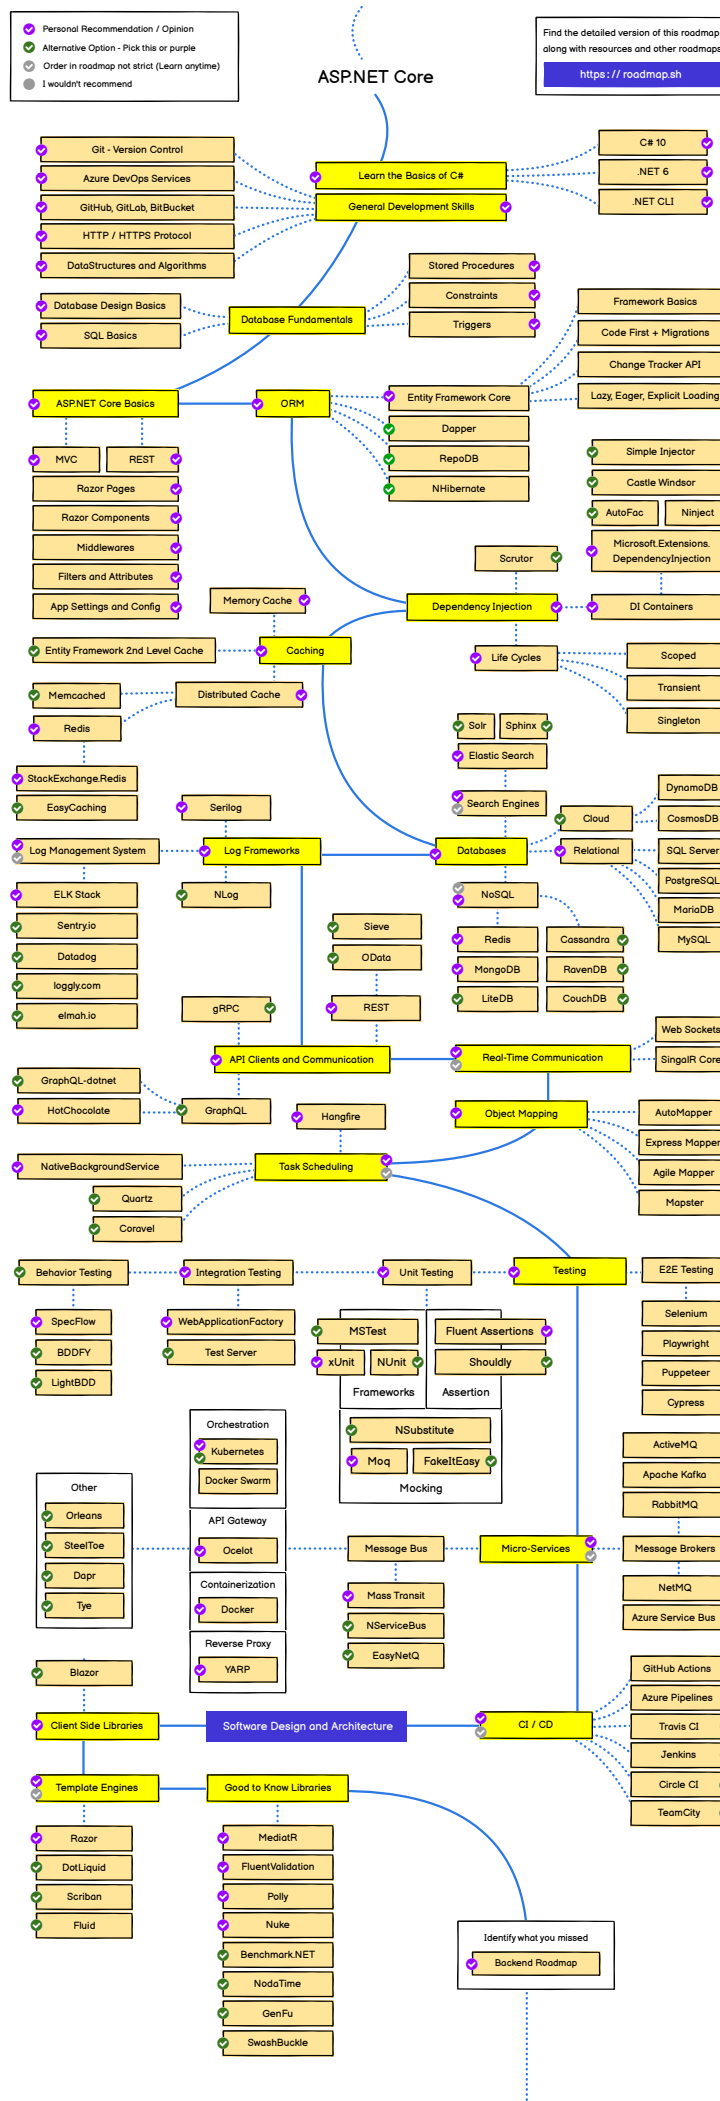 Personal Recommendation / Opinion
Alternative Option - Pick this or purple
Order in roadmap not strict (Learn anytime)
I wouldn't recommend
Find the detailed version of this roadmap
along with resources and other roadmaps
https://roadmap.sh
ASP.NET Core
Git - Version Control
Azure DevOps Services
GitHub, GitLab, BitBucket
HTTP / HTTPS Protocol
DataStructures and Algorithms
Learn the Basics of C#
General Development Skills
C# 10
.NET 6
.NET CLI
Database Design Basics
SQL Basics
Database Fundamentals
Stored Procedures
Constraints
Triggers
Framework Basics
Code First + Migrations
Change Tracker API
Lazy, Eager, Explicit Loading
ASP.NET Core Basics
ORM
Entity Framework Core
Dapper
RepoDB
NHibernate
MVC
REST
Razor Pages
Razor Components
Middlewares
Filters and Attributes
App Settings and Config
Simple Injector
Castle Windsor
AutoFac
Ninject
Microsoft.Extensions.
DependencyInjection
Scrutor
Memory Cache
Dependency Injection
DI Containers
Entity Framework 2nd Level Cache
Caching
Life Cycles
Scoped
Transient
Singleton
Memcached
Distributed Cache
Redis
StackExchange.Redis
EasyCaching
Solr
Sphinx
Elastic Search
Search Engines
Serilog
Cloud
DynamoDB
CosmosDB
Log Management System
Log Frameworks
Databases
Relational
SQL Server
PostgreSQL
MariaDB
MySQL
ELK Stack
Sentry.io
Datadog
loggly.com
elmah.io
NLog
NoSQL
Redis
MongoDB
LiteDB
Cassandra
RavenDB
CouchDB
Sieve
OData
REST
gRPC
API Clients and Communication
Real-Time Communication
Web Sockets
SingalR Core
GraphQL-dotnet
HotChocolate
GraphQL
Object Mapping
AutoMapper
Express Mapper
Agile Mapper
Mapster
Hangfire
NativeBackgroundService
Quartz
Coravel
Task Scheduling
Behavior Testing
Integration Testing
Unit Testing
Testing
E2E Testing
SpecFlow
BDDFY
LightBDD
WebApplicationFactory
Test Server
MSTest
xUnit
NUnit
Frameworks
Fluent Assertions
Shouldly
Assertion
Selenium
Playwright
Puppeteer
Cypress
NSubstitute
Moq
FakeItEasy
Mocking
Orchestration
Kubernetes
Docker Swarm
API Gateway
Ocelot
Containerization
Docker
Reverse Proxy
YARP
Other
Orleans
SteelToe
Dapr
Tye
ActiveMQ
Apache Kafka
RabbitMQ
Message Bus
Micro-Services
Message Brokers
Mass Transit
NServiceBus
EasyNetQ
NetMQ
Azure Service Bus
Blazor
Client Side Libraries
Software Design and Architecture
CI / CD
GitHub Actions
Azure Pipelines
Travis CI
Jenkins
Circle CI
TeamCity
Template Engines
Good to Know Libraries
Razor
DotLiquid
Scriban
Fluid
MediatR
FluentValidation
Polly
Nuke
Benchmark.NET
NodaTime
GenFu
SwashBuckle
Identify what you missed
Backend Roadmap